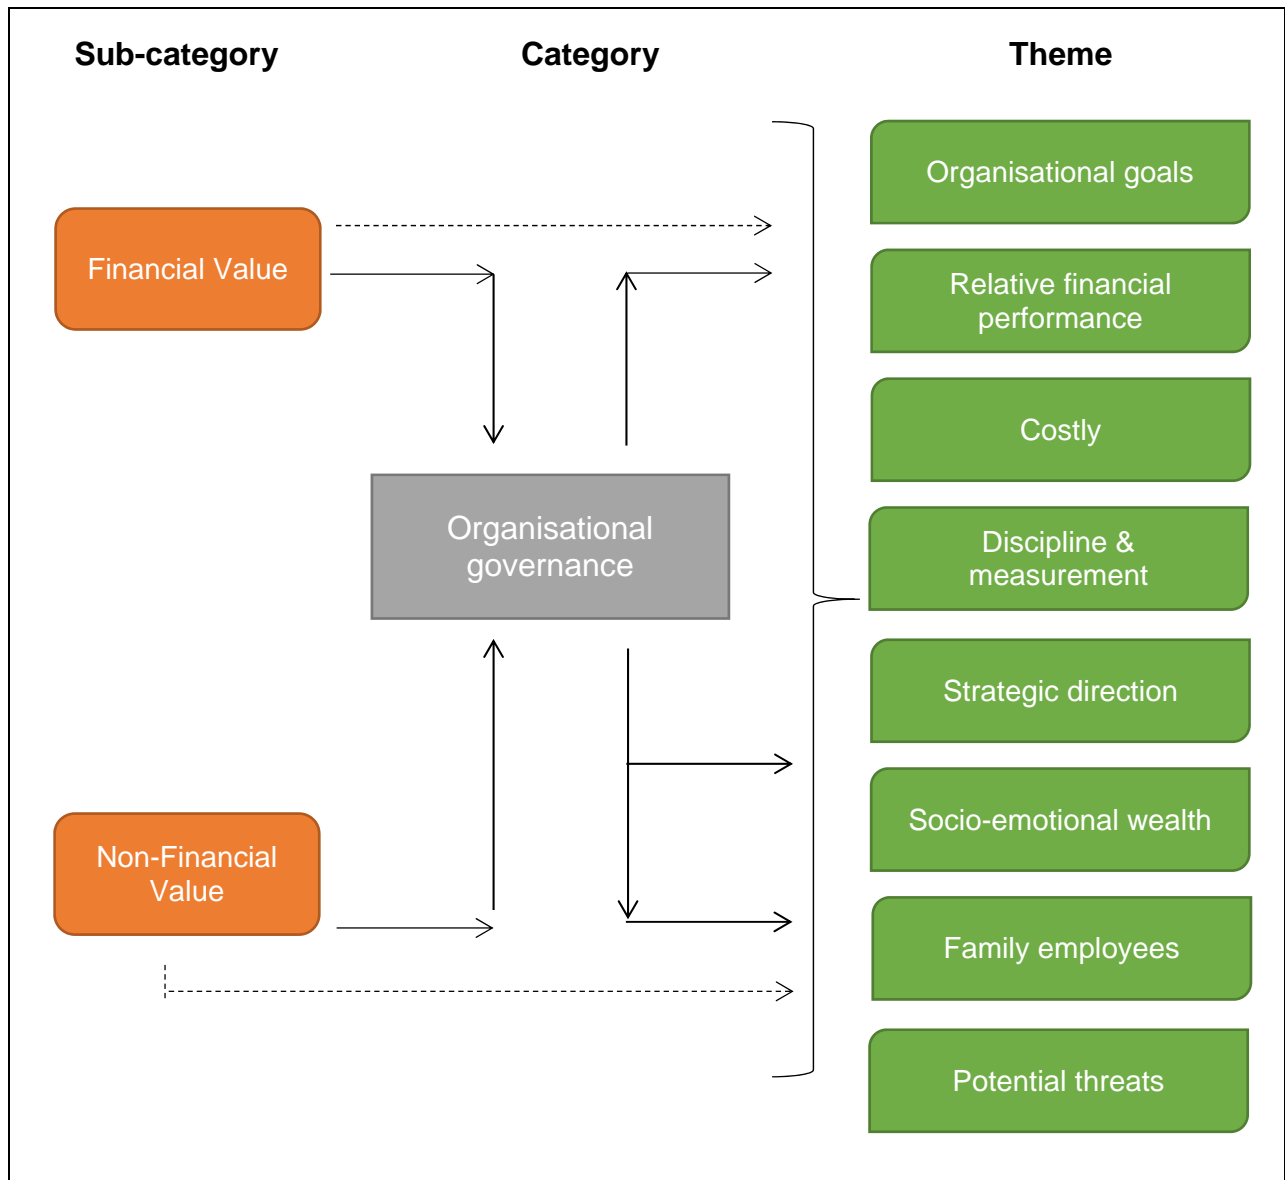 Sub-category
Category
Theme
Financial Value
Non-Financial
Value
Organisational
governance
Organisational goals
Relative financial
performance
Costly
Discipline &
measurement
Strategic direction
Socio-emotional wealth
Family employees
Potential threats